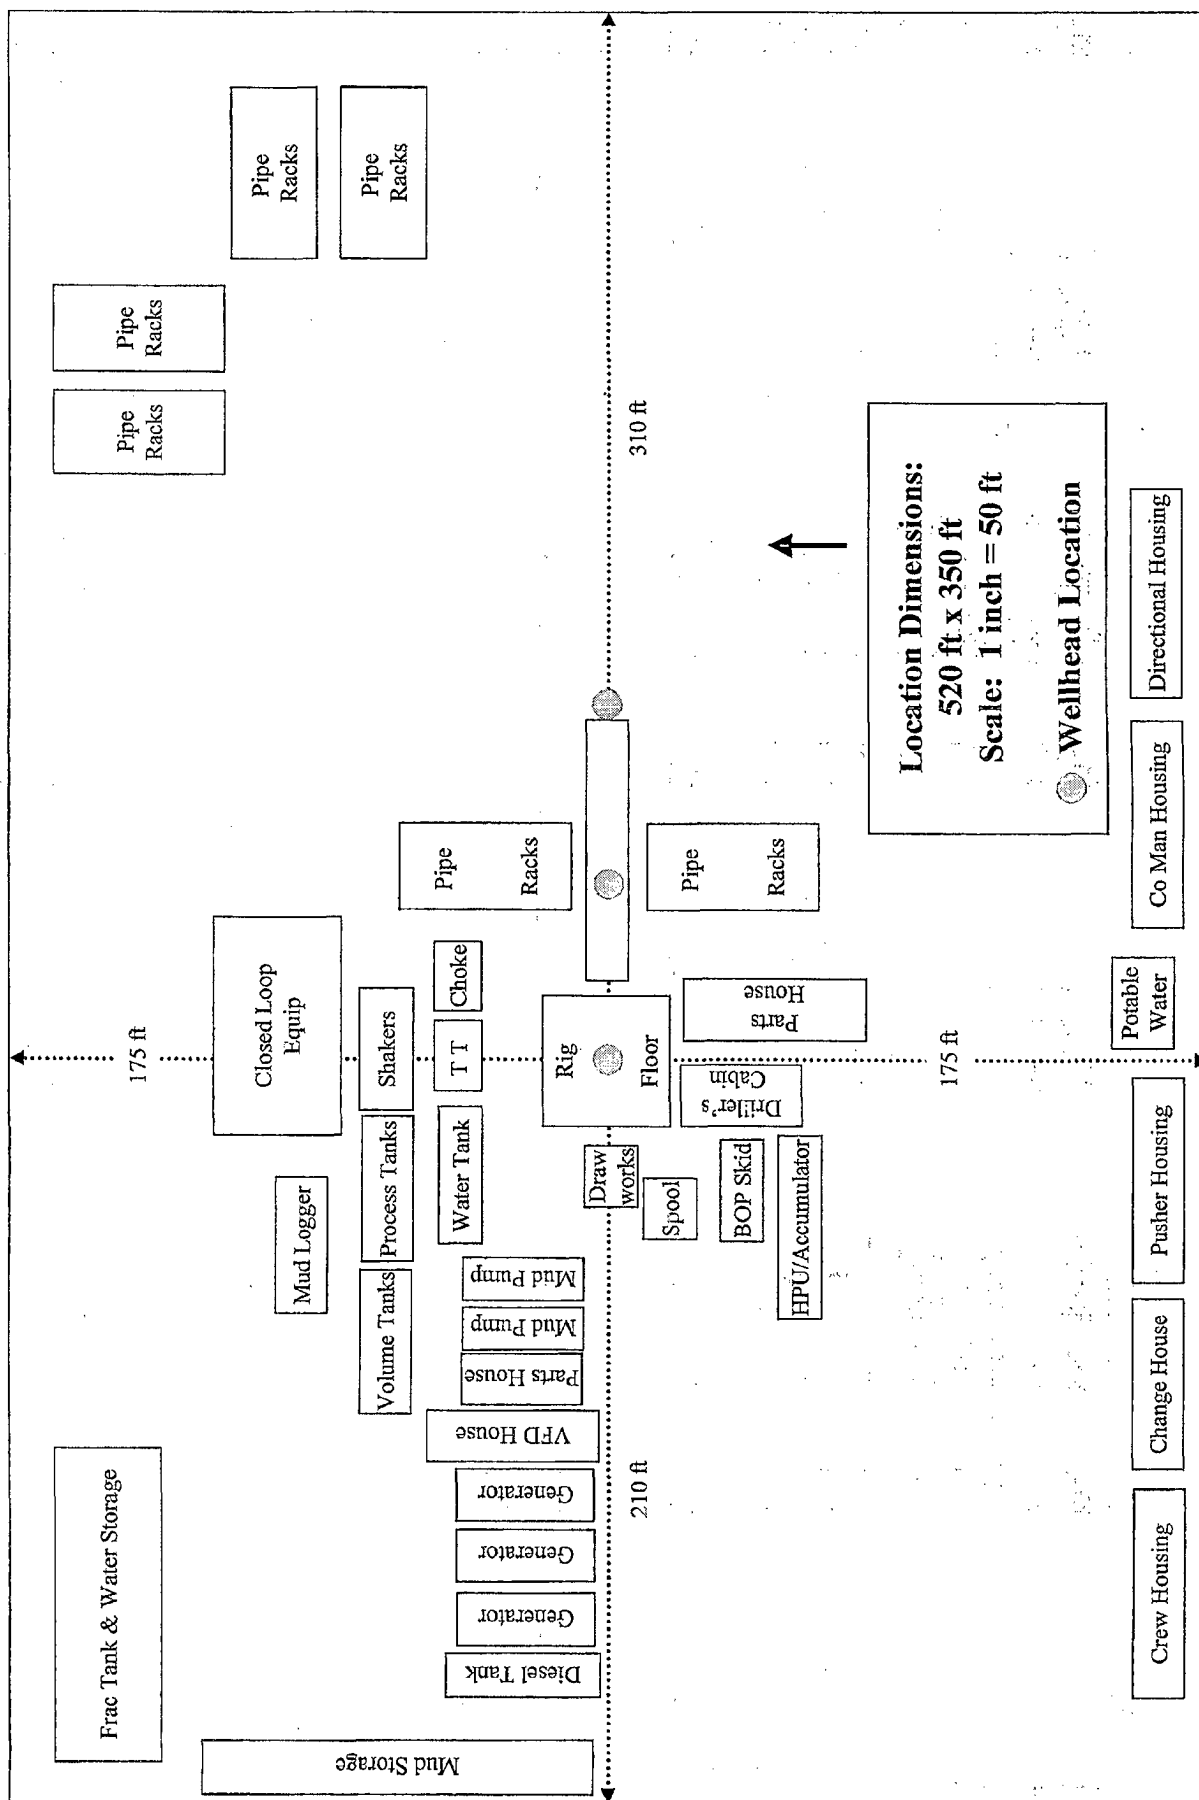 Frac Tank & Water Storage
Mud Storage
Diesel Tank
Generator
Generator
Generator
VFD House
Parts House
Mud Pump
Mud Pump
Volume Tanks
Process Tanks
Shakers
Mud Logger
Closed Loop
Equip
175 ft
Water Tank
T T
Choke
Pipe
Racks
Pipe
Racks
Pipe
Racks
Pipe
Racks
Pipe
Racks
Pipe
Racks
Rig
Floor
Draw
works
Spool
BOP Skid
HPU/Accumulator
Driller's
Cabin
Parts
House
210 ft
310 ft
175 ft
Location Dimensions:
520 ft x 350 ft
Scale: 1 inch = 50 ft
Wellhead Location
Crew Housing
Change House
Pusher Housing
Potable
Water
Co Man Housing
Directional Housing